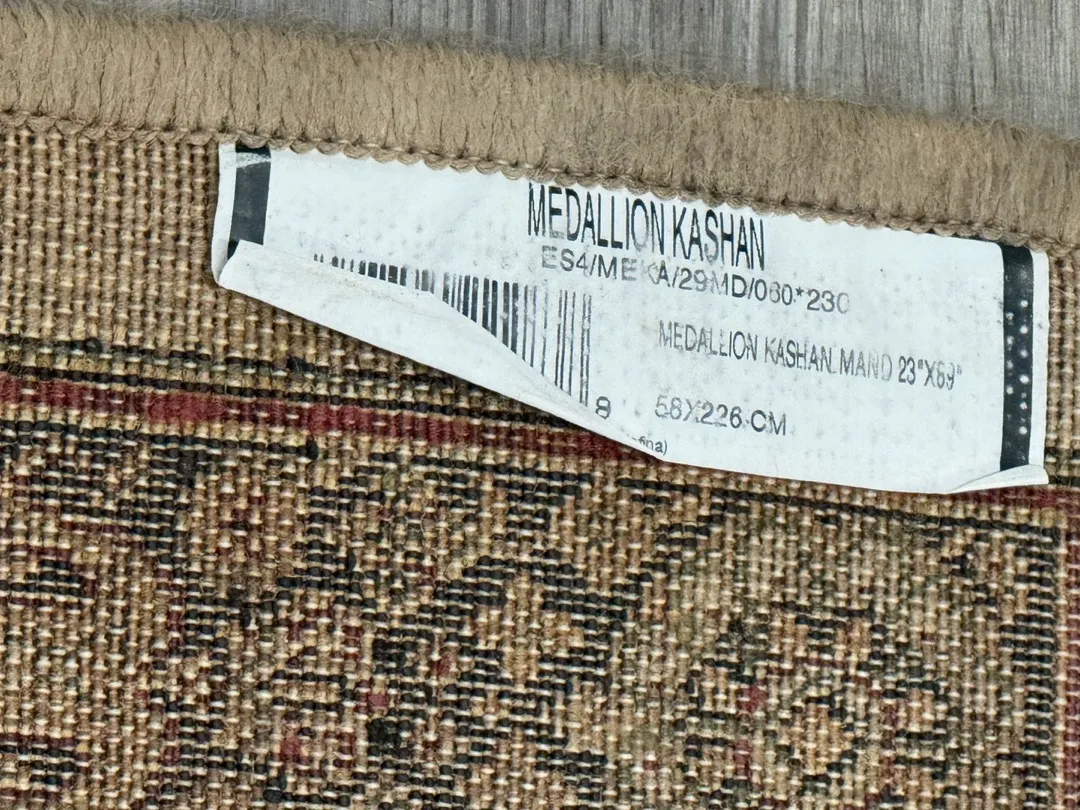 MEDALLION KASHAN
ES4/MEKA/29MD/060*230
MEDALLION KASHAN MAND 23"X89"
58X226 CM
8